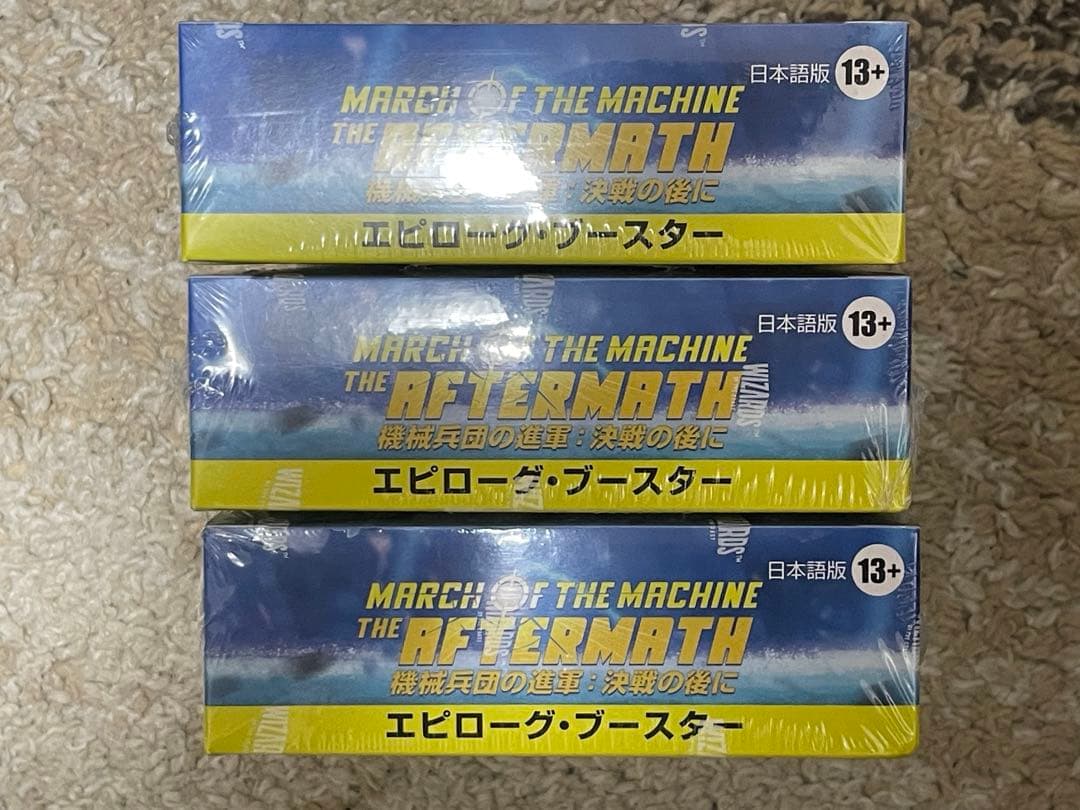 日本語版 13+
MARCH OF THE MACHINE
THE AFTERMATH
機械兵団の進軍：決戦の後に
エピローグ・ブースター
日本語版 13+
MARCH OF THE MACHINE
THE AFTERMATH
WIZARDS
機械兵団の進軍：決戦の後に
エピローグ・ブースター
WIZARDS
日本語版 13+
MARCH OF THE MACHINE
THE AFTERMATH
機械兵団の進軍：決戦の後に
エピローグ・ブースター